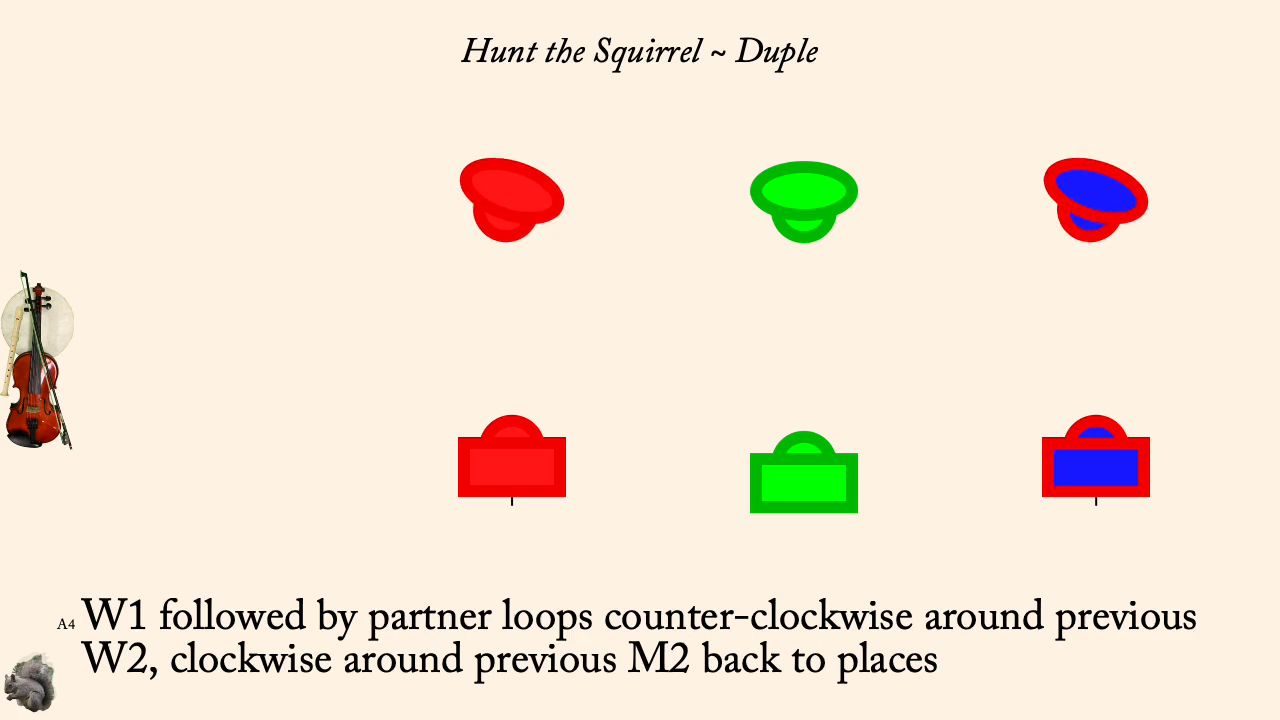 Hunt the Squirrel ~ Duple
A4 W1 followed by partner loops counter-clockwise around previous
W2, clockwise around previous M2 back to places